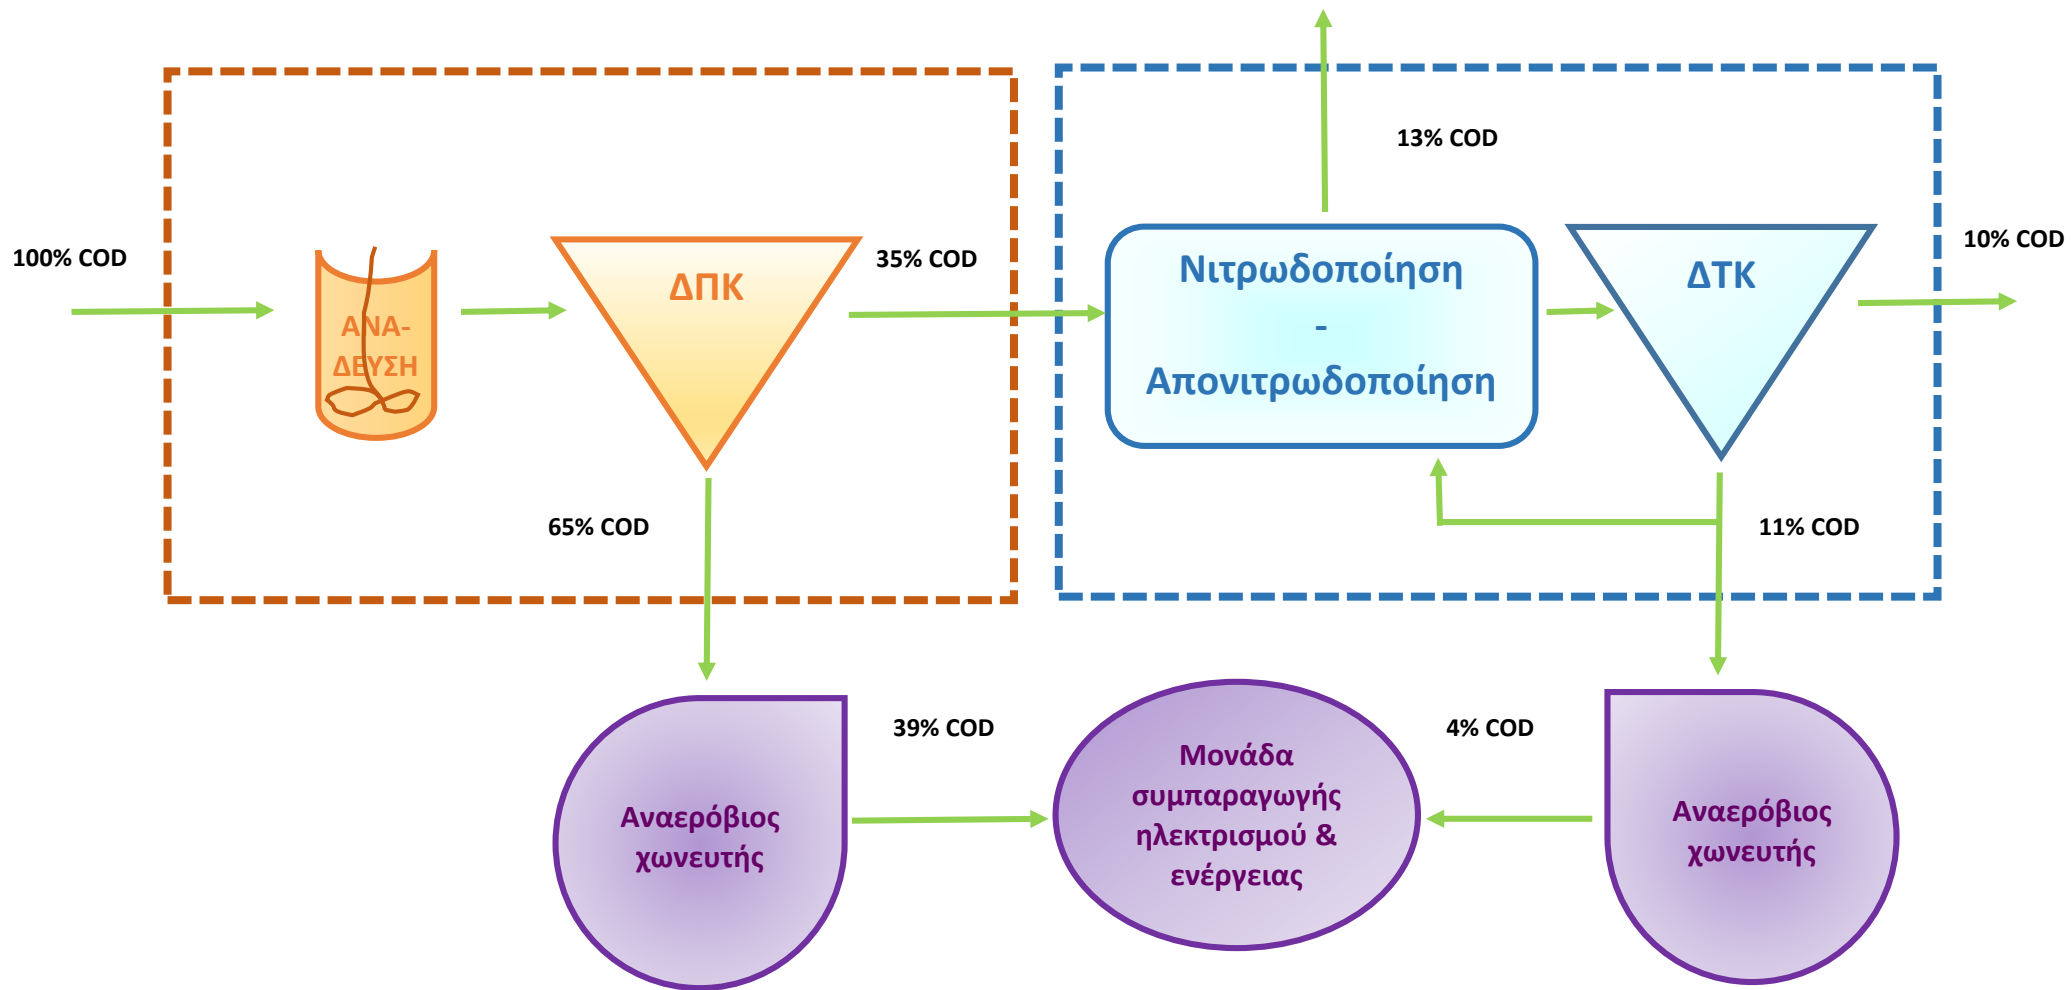 13% COD
100% COD
ΑΝΑ-
ΔΕΥΣΗ
ΔΠΚ
35% COD
Νιτρωδοποίηση
-
Απονιτρωδοποίηση
ΔΤΚ
10% COD
65% COD
11% COD
Αναερόβιος
χωνευτής
39% COD
Μονάδα
συμπαραγωγής
ηλεκτρισμού &
ενέργειας
4% COD
Αναερόβιος
χωνευτής